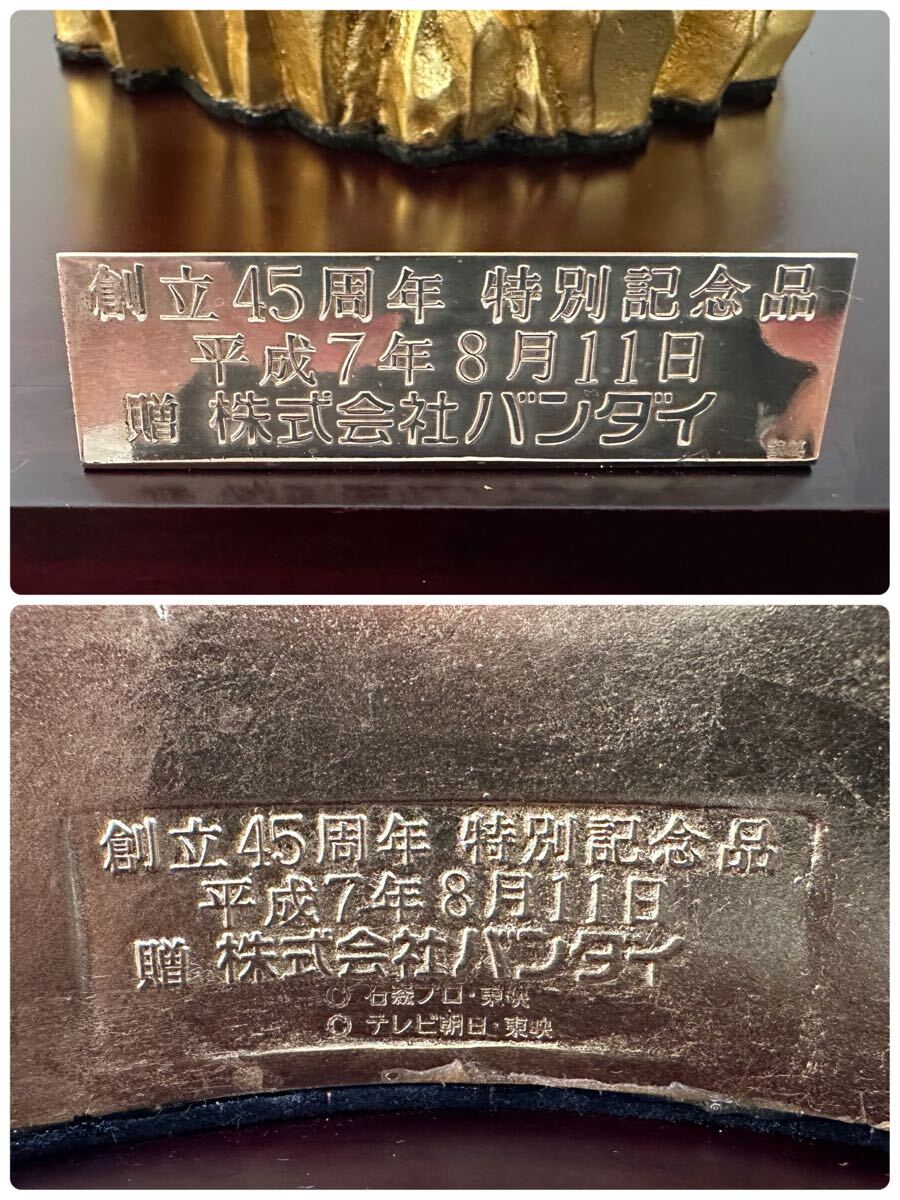 創立45周年 特別記念品
平成7年8月11日
贈 株式会社バンダイ
創立45周年 特別記念品
平成7年8月11日
贈 株式会社バンダイ
© 石森プロ・東映
© テレビ朝日・東映